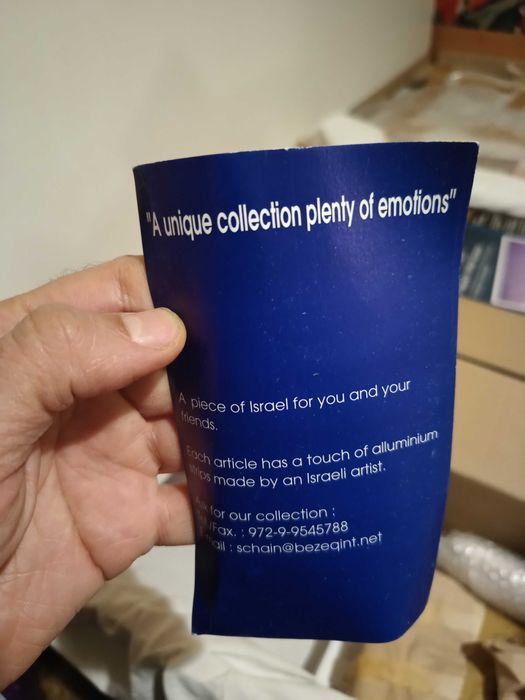 "A unique collection plenty of emotions"
A piece of Israel for you and your
friends.
Each article has a touch of alluminium
strips made by an Israeli artist.
for our collection :
/Fax. : 972-9-9545788
mail : schain@bezeqint.net